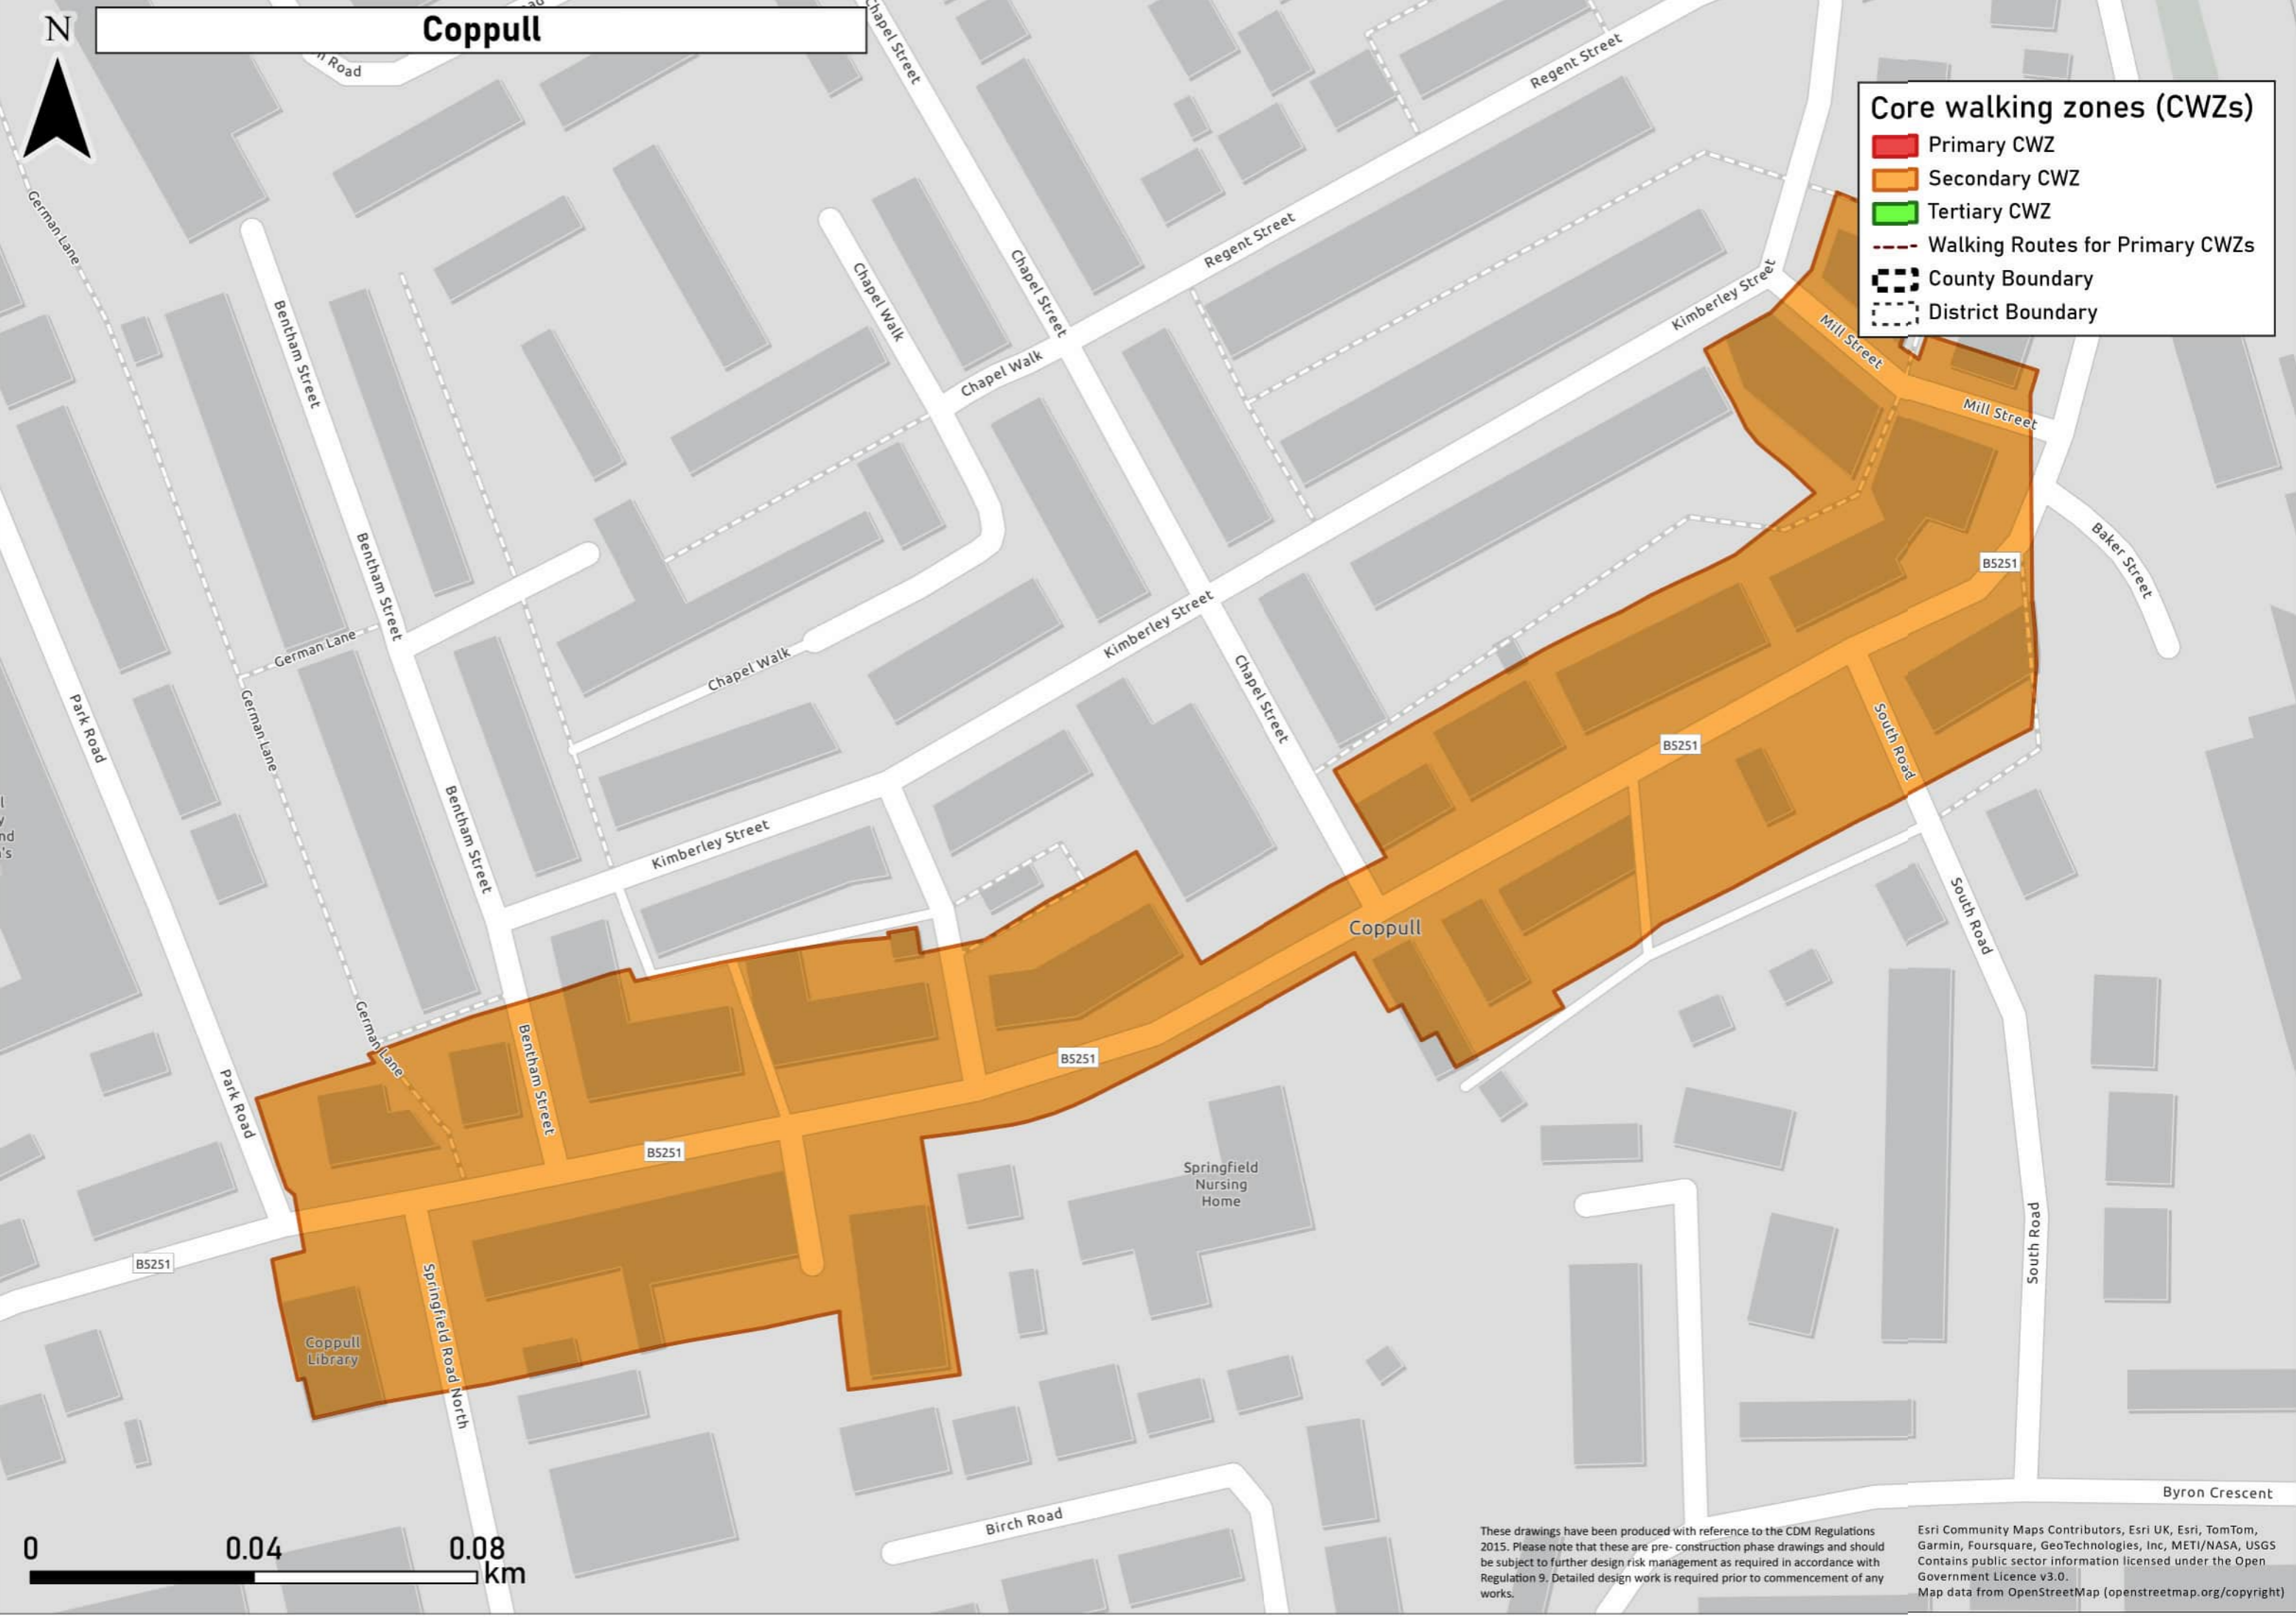 N
Coppull
Core walking zones (CWZs)
Primary CWZ
Secondary CWZ
Tertiary CWZ
Walking Routes for Primary CWZs
County Boundary
District Boundary
Road
Chapel Street
Regent Street
German Lane
Chapel Street
Regent Street
Chapel Walk
Kimberley Street
Mill Street
Bentham Street
Chapel Walk
Mill Street
Bentham Street
B5251
Baker Street
German Lane
Kimberley Street
Chapel Walk
Chapel Street
Park Road
German Lane
B5251
South Road
Bentham Street
Kimberley Street
Coppull
South Road
German Lane
Bentham Street
B5251
Park Road
B5251
Springfield
Nursing
Home
B5251
South Road
Springfield Road North
Coppull
Library
Birch Road
Byron Crescent
0
0.04
0.08
km
These drawings have been produced with reference to the CDM Regulations
2015. Please note that these are pre- construction phase drawings and should
be subject to further design risk management as required in accordance with
Regulation 9. Detailed design work is required prior to commencement of any
works.
Esri Community Maps Contributors, Esri UK, Esri, TomTom,
Garmin, Foursquare, GeoTechnologies, Inc, METI/NASA, USGS
Contains public sector information licensed under the Open
Government Licence v3.0.
Map data from OpenStreetMap (openstreetmap.org/copyright)